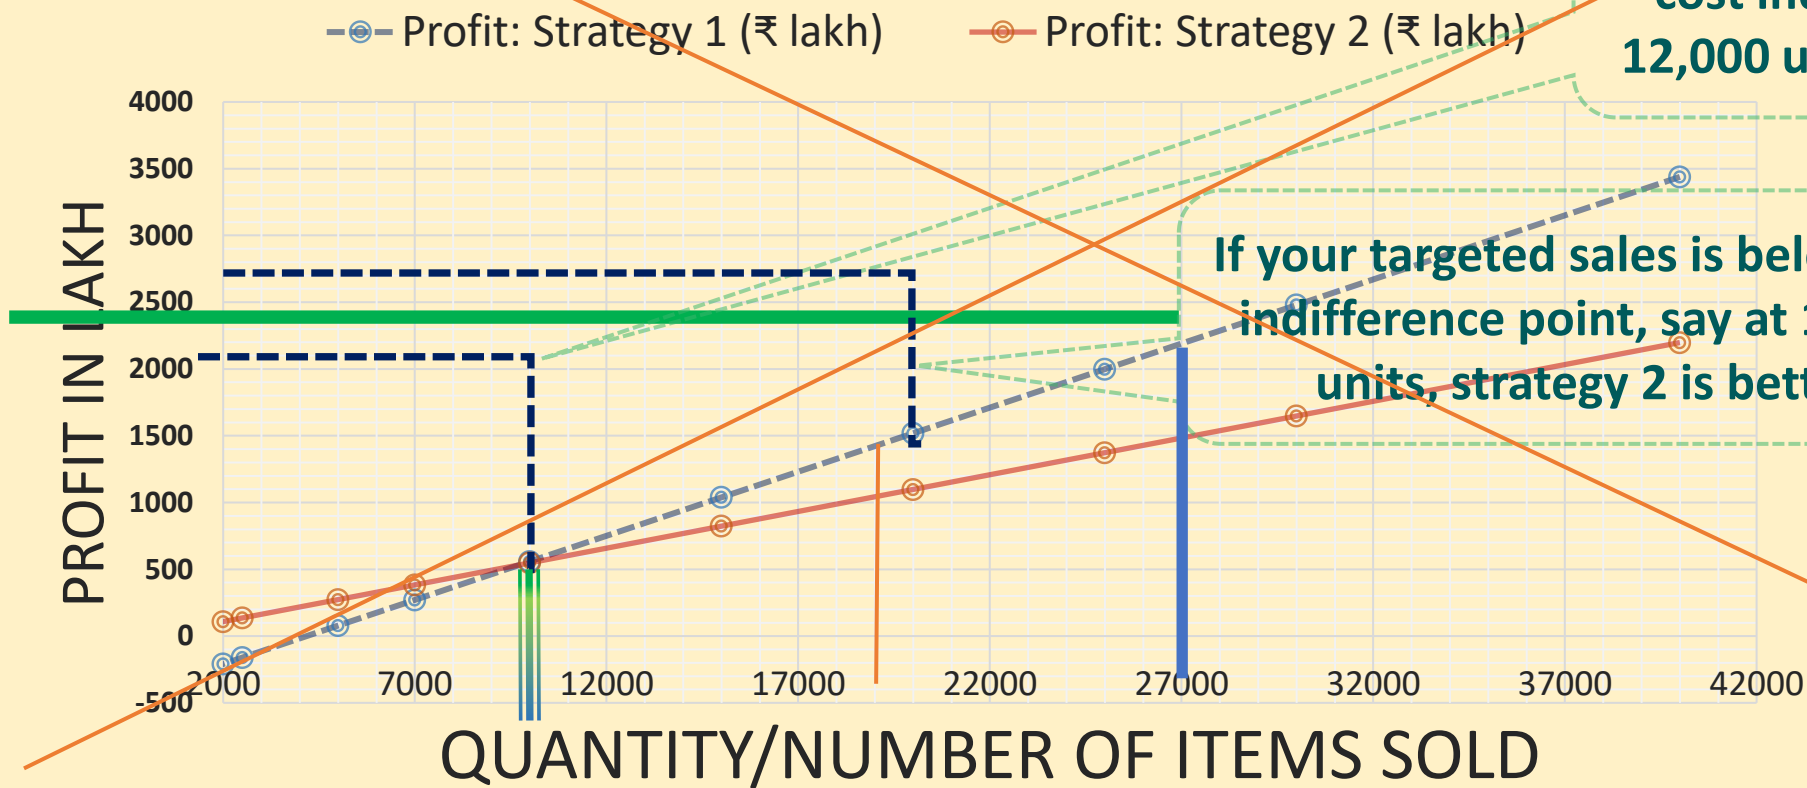 cost
12,000 u
Profit: Strategy 1 (₹ lakh)
Profit: Strategy 2 (₹ lakh)
4000
3500
3000
2500
2000
1500
1000
500
0
-500
PROFIT IN LAKH
If your targeted sales is
indifference point, say at 1
units, strategy 2 is
2000 7000 12000 17000 22000 27000 32000 37000 42000
QUANTITY/NUMBER OF ITEMS SOLD